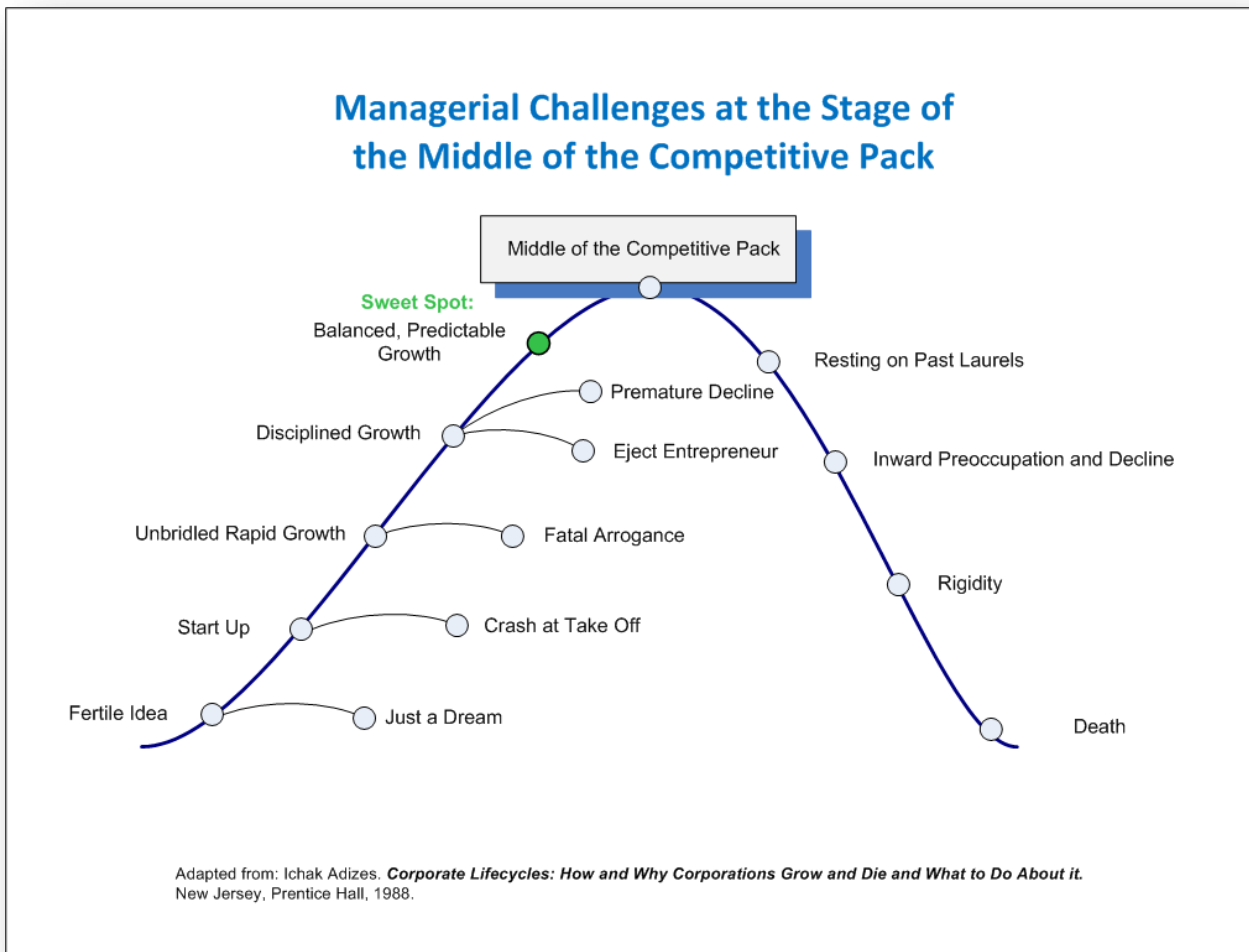 Managerial Challenges at the Stage of
the Middle of the Competitive Pack
Middle of the Competitive Pack
Sweet Spot:
Balanced, Predictable
Growth
Resting on Past Laurels
Premature Decline
Disciplined Growth
Eject Entrepreneur
Inward Preoccupation and Decline
Unbridled Rapid Growth
Fatal Arrogance
Rigidity
Start Up
Crash at Take Off
Fertile Idea
Just a Dream
Death
Adapted from: Ichak Adizes. Corporate Lifecycles: How and Why Corporations Grow and Die and What to Do About it.
New Jersey, Prentice Hall, 1988.